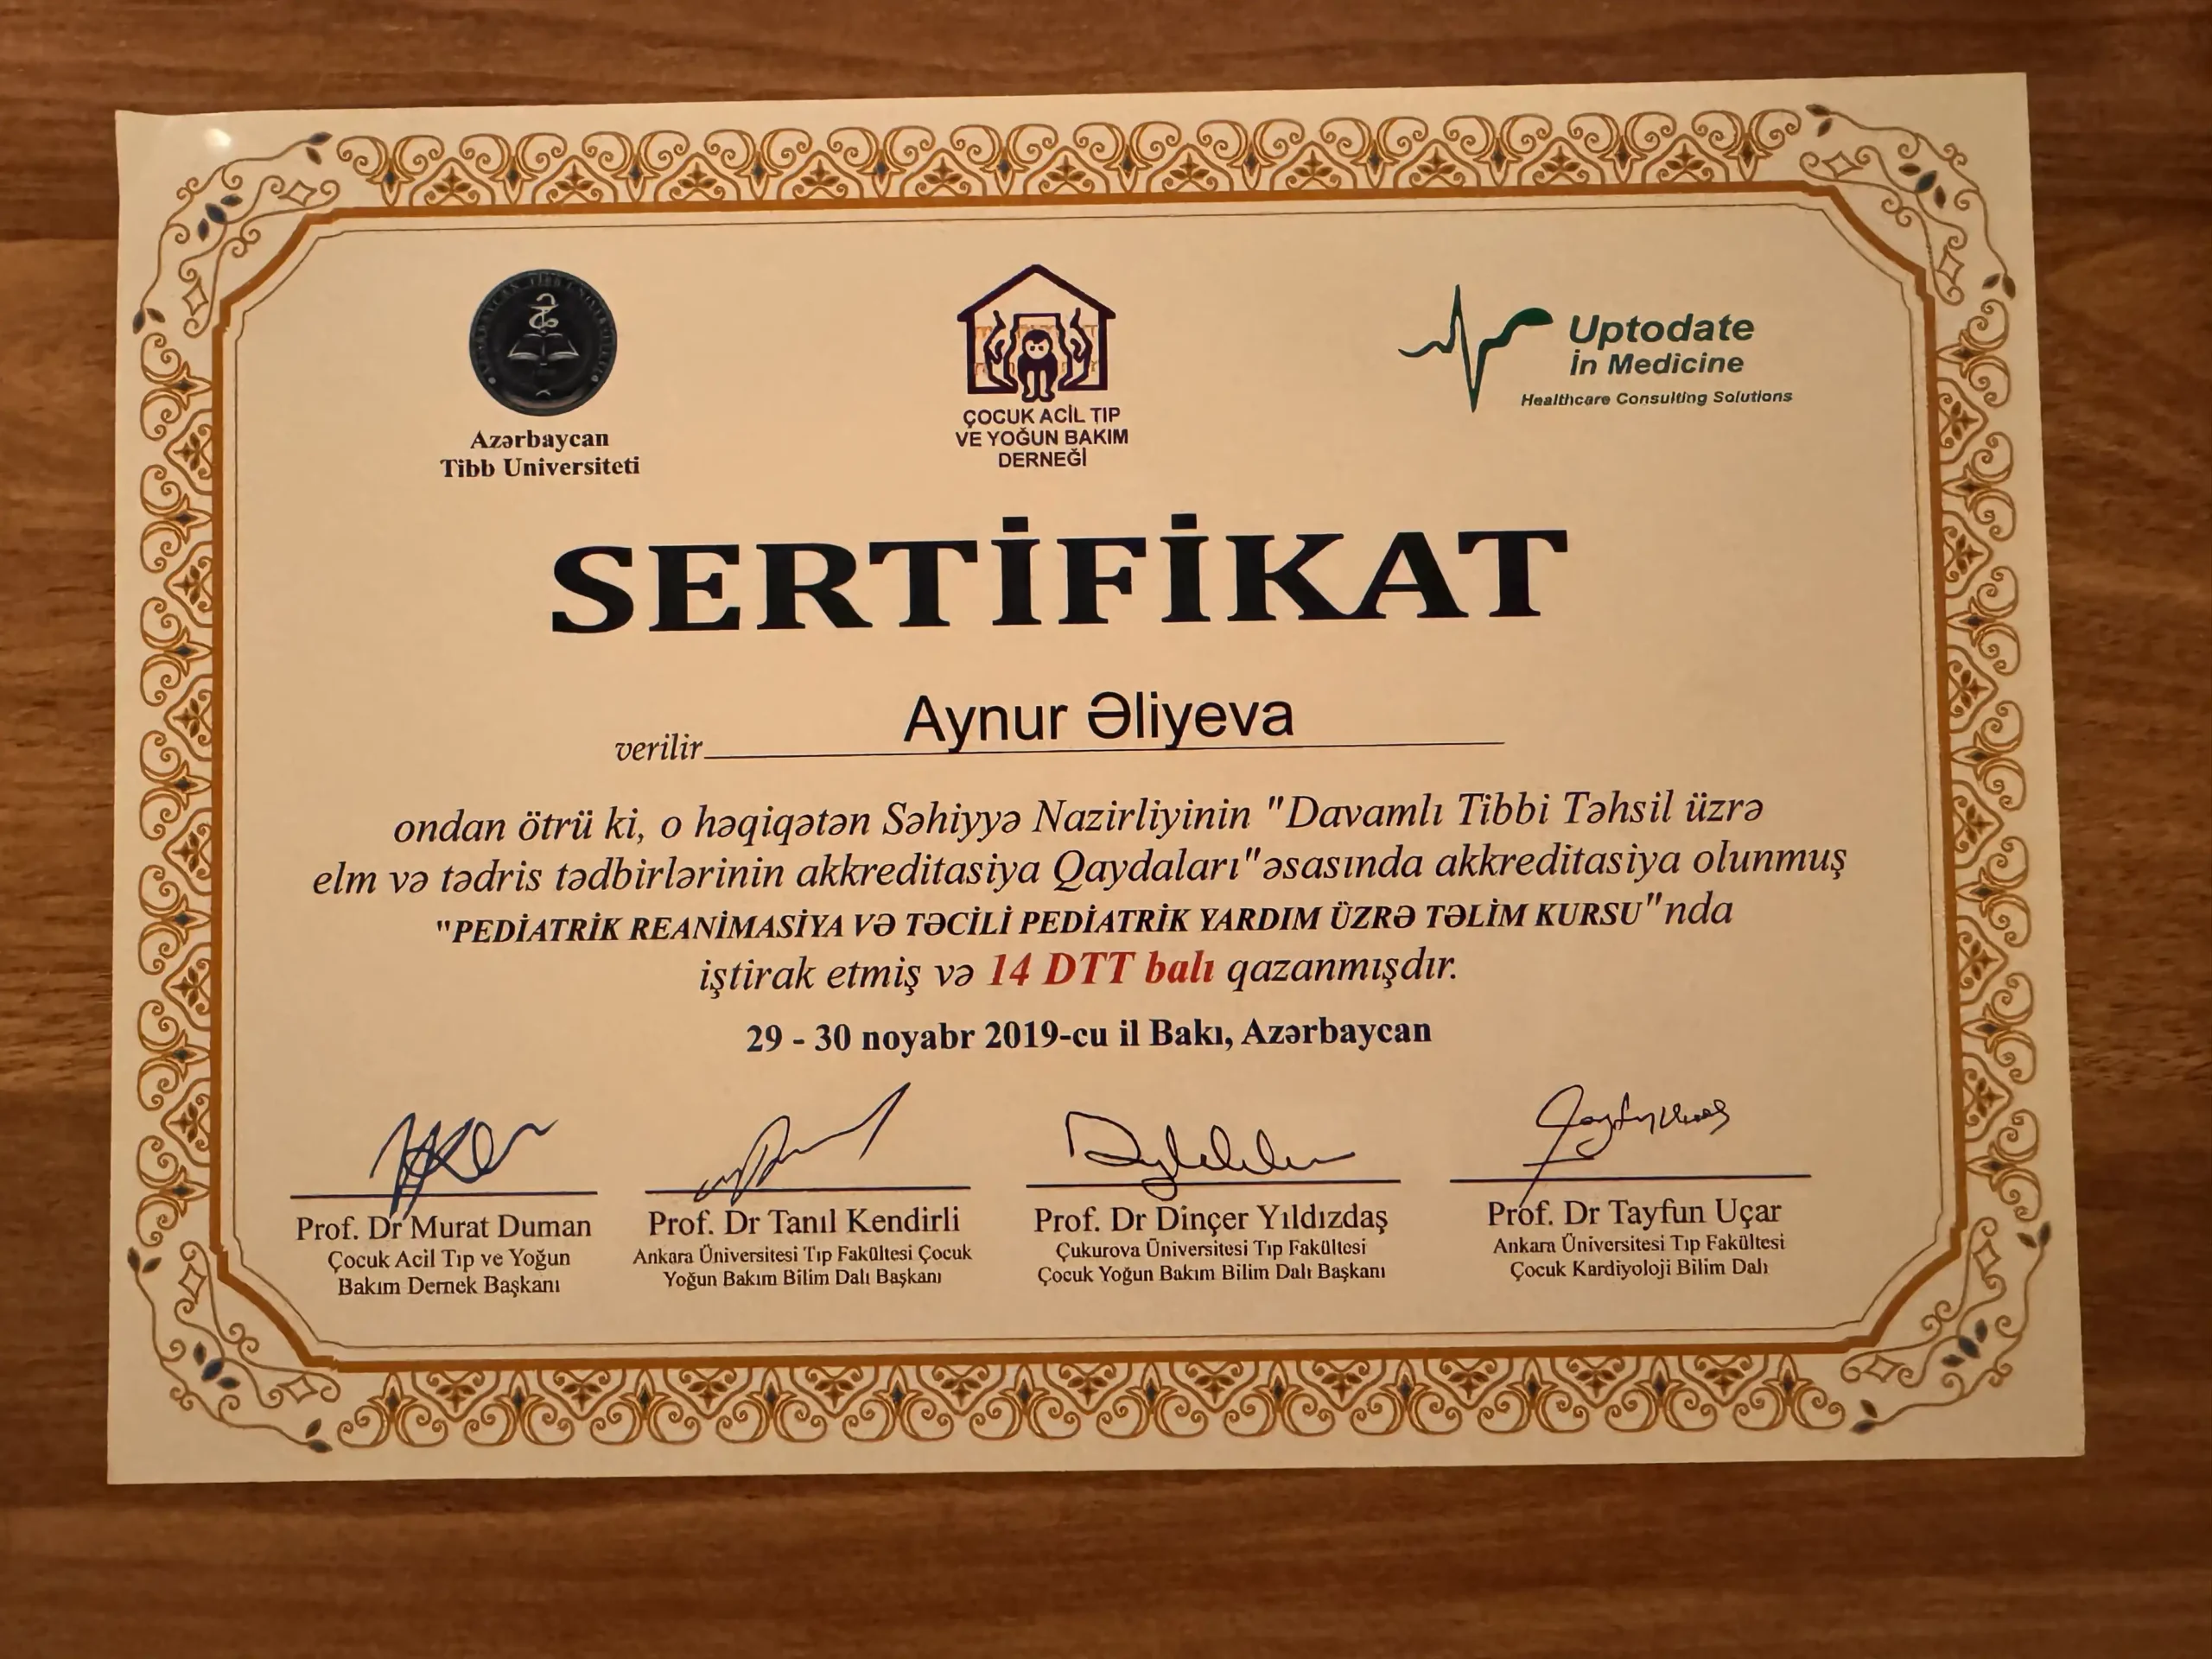 Azərbaycan
Tibb Universiteti
ÇOCUK ACİL TIP
VE YOĞUN BAKIM
DERNEĞİ
Uptodate
in Medicine
Healthcare Consulting Solutions
SERTİFİKAT
verilir Aynur Əliyeva
ondan ötrü ki, o həqiqətən Səhiyyə Nazirliyinin "Davamlı Tibbi Təhsil üzrə
elm və tədris tədbirlərinin akkreditasiya Qaydaları"əsasında akkreditasiya olunmuş
"PEDİATRİK REANİMASİYA VƏ TƏCİLİ PEDİATRİK YARDIM ÜZRƏ TƏLİM KURSU"nda
iştirak etmiş və 14 DTT balı qazanmışdır.
29 - 30 noyabr 2019-cu il Bakı, Azərbaycan
Prof. Dr Murat Duman
Çocuk Acil Tıp ve Yoğun
Bakım Dernek Başkanı
Prof. Dr Tanıl Kendirli
Ankara Üniversitesi Tıp Fakültesi Çocuk
Yoğun Bakım Bilim Dalı Başkanı
Prof. Dr Dinçer Yıldızdaş
Çukurova Üniversitesi Tıp Fakültesi
Çocuk Yoğun Bakım Bilim Dalı Başkanı
Prof. Dr Tayfun Uçar
Ankara Üniversitesi Tıp Fakültesi
Çocuk Kardiyoloji Bilim Dalı